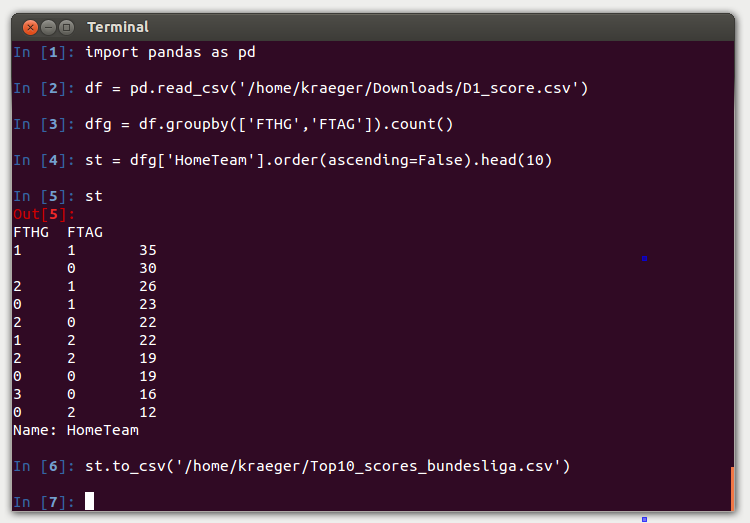 Terminal
In [1]: import pandas as pd
In [2]: df = pd.read_csv('/home/kraeger/Downloads/D1_score.csv')
In [3]: dfg = df.groupby(['FTHG','FTAG']).count()
In [4]: st = dfg['HomeTeam'].order(ascending=False).head(10)
In [5]: st
Out[5]:
FTHG  FTAG
1     1       35
      0       30
2     1       26
0     1       23
2     0       22
1     2       22
2     2       19
0     0       19
3     0       16
0     2       12
Name: HomeTeam
In [6]: st.to_csv('/home/kraeger/Top10_scores_bundesliga.csv')
In [7]: